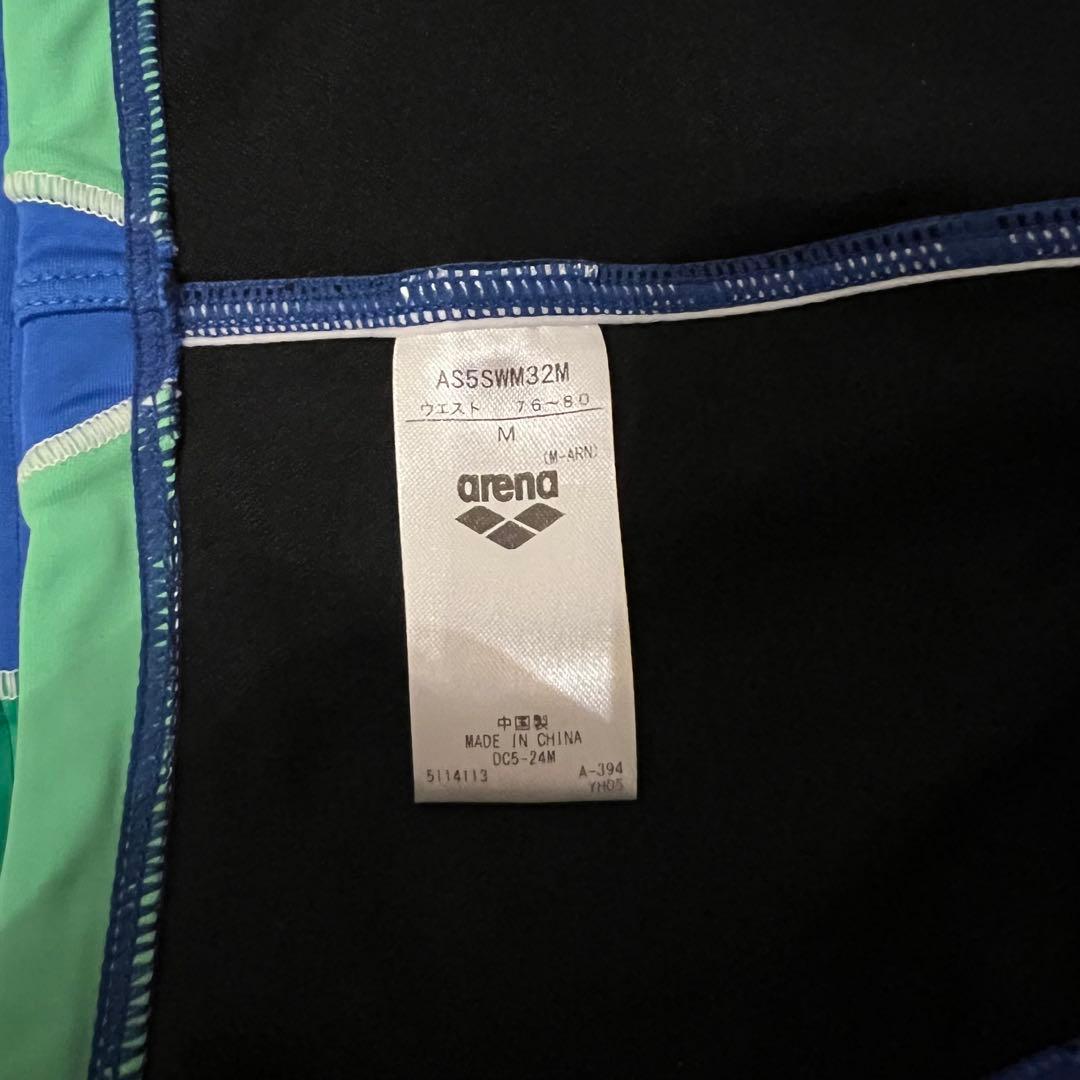 AS5SWM32M
ウエスト 76～80
M
(M-ARN)
arena
中国製
MADE IN CHINA
DC5-24M
5114113 A-394
YH05